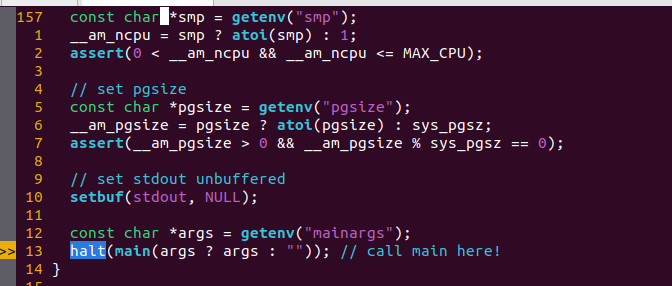 157 const char *smp = getenv("smp");
1 __am_ncpu = smp ? atoi(smp) : 1;
2 assert(0 < __am_ncpu && __am_ncpu <= MAX_CPU);
3
4 // set pgsize
5 const char *pgsize = getenv("pgsize");
6 __am_pgsize = pgsize ? atoi(pgsize) : sys_pgsz;
7 assert(__am_pgsize > 0 && __am_pgsize % sys_pgsz == 0);
8
9 // set stdout unbuffered
10 setbuf(stdout, NULL);
11
12 const char *args = getenv("mainargs");
>> 13 halt(main(args ? args : "")); // call main here!
14 }